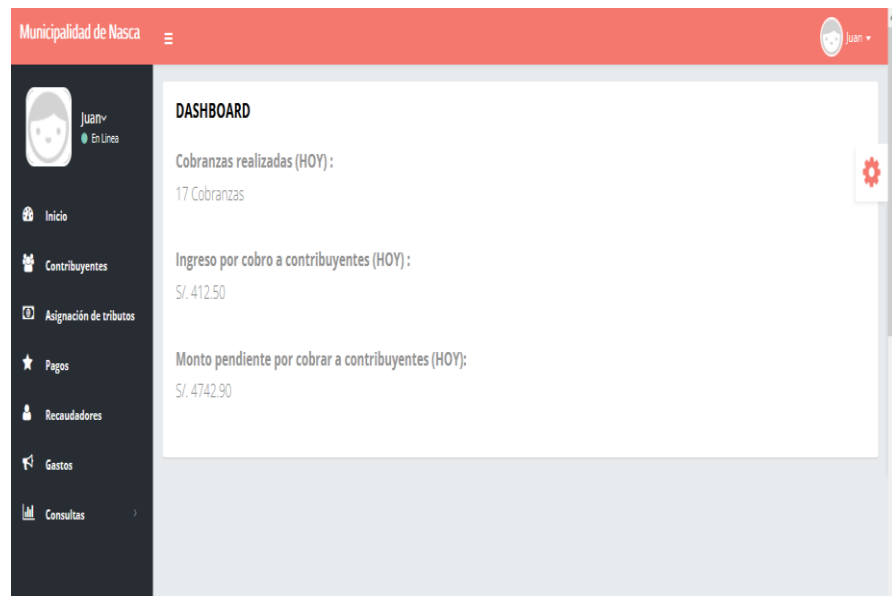 Municipalidad de Nasca
Juan
Juan
En Linea
Inicio
Contribuyentes
Asignación de tributos
Pagos
Recaudadores
Gastos
Consultas
DASHBOARD
Cobranzas realizadas (HOY) :
17 Cobranzas
Ingreso por cobro a contribuyentes (HOY) :
S/. 412.50
Monto pendiente por cobrar a contribuyentes (HOY):
S/. 4742.90